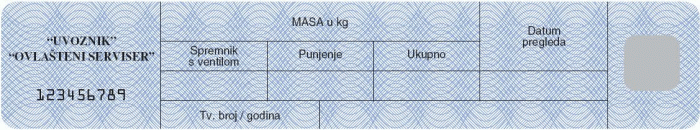 “UVOZNIK”
“OVLAŠTENI SERVISER”
123456789
MASA u kg
Spremnik
s ventilom
Punjenje
Ukupno
Datum
pregleda
Tv. broj / godina